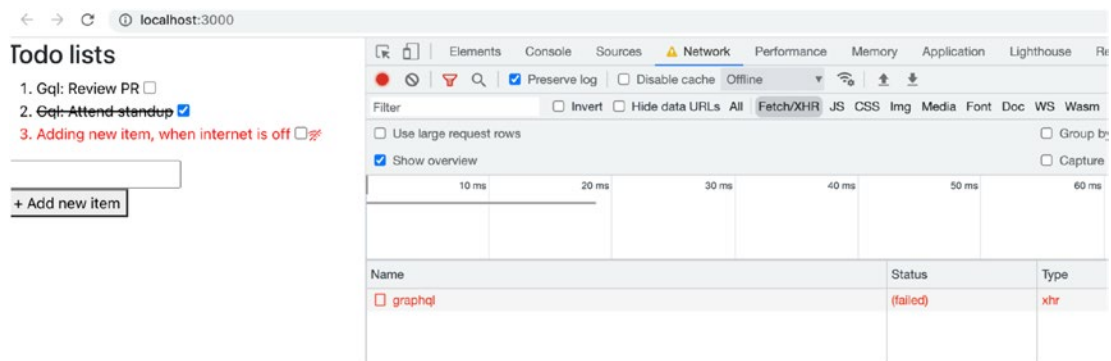 localhost:3000
Todo lists
1. Gql: Review PR
2. Gql: Attend standup
3. Adding new item, when internet is off
+ Add new item
Elements Console Sources Network Performance Memory Application Lighthouse
Preserve log Disable cache Offline
Filter Invert Hide data URLs All Fetch/XHR JS CSS Img Media Font Doc WS Wasm
Use large request rows Group by
Show overview Capture
10 ms 20 ms 30 ms 40 ms 50 ms 60 ms
Name Status Type
graphql (failed) xhr